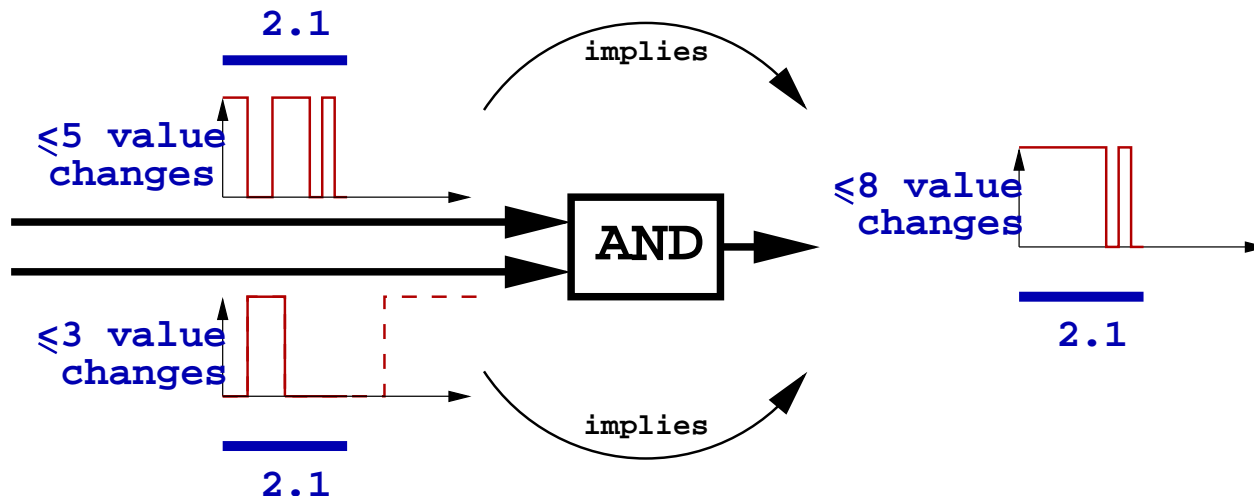 2.1
implies
⩽5 value
changes
⩽8 value
changes
AND
⩽3 value
changes
2.1
implies
2.1